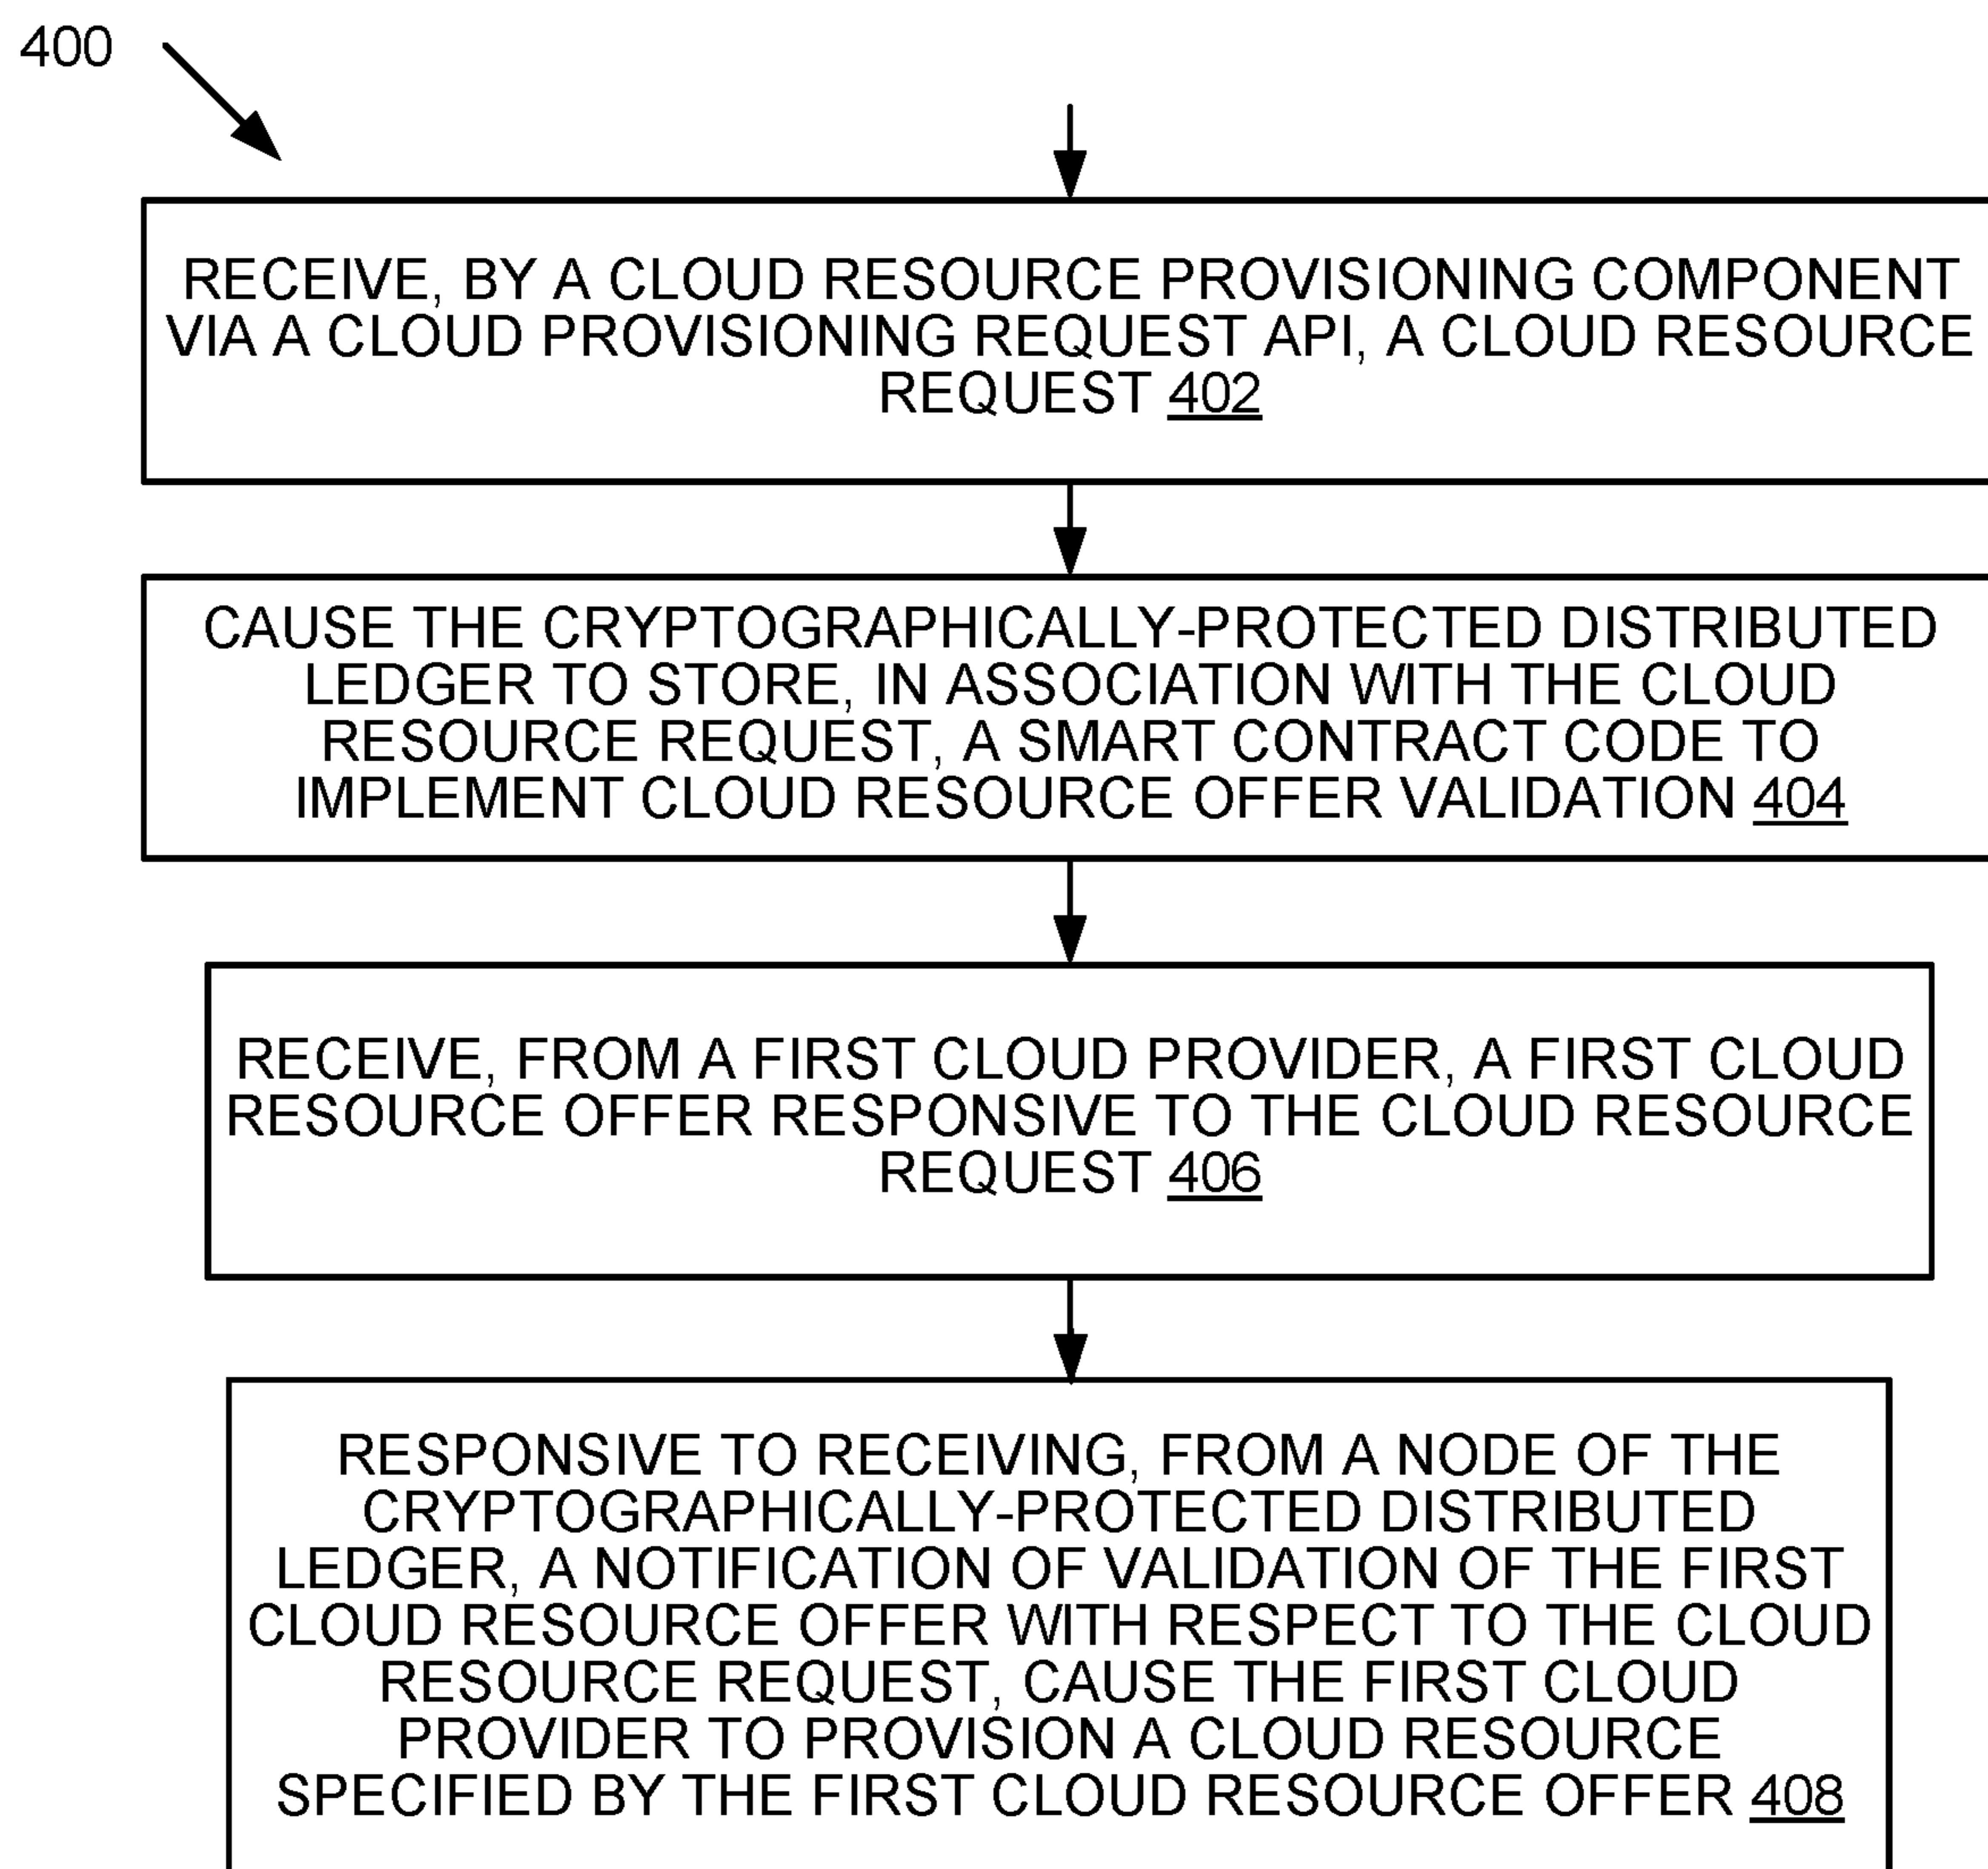 400
RECEIVE, BY A CLOUD RESOURCE PROVISIONING COMPONENT
VIA A CLOUD PROVISIONING REQUEST API, A CLOUD RESOURCE
REQUEST 402
CAUSE THE CRYPTOGRAPHICALLY-PROTECTED DISTRIBUTED
LEDGER TO STORE, IN ASSOCIATION WITH THE CLOUD
RESOURCE REQUEST, A SMART CONTRACT CODE TO
IMPLEMENT CLOUD RESOURCE OFFER VALIDATION 404
RECEIVE, FROM A FIRST CLOUD PROVIDER, A FIRST CLOUD
RESOURCE OFFER RESPONSIVE TO THE CLOUD RESOURCE
REQUEST 406
RESPONSIVE TO RECEIVING, FROM A NODE OF THE
CRYPTOGRAPHICALLY-PROTECTED DISTRIBUTED
LEDGER, A NOTIFICATION OF VALIDATION OF THE FIRST
CLOUD RESOURCE OFFER WITH RESPECT TO THE CLOUD
RESOURCE REQUEST, CAUSE THE FIRST CLOUD
PROVIDER TO PROVISION A CLOUD RESOURCE
SPECIFIED BY THE FIRST CLOUD RESOURCE OFFER 408